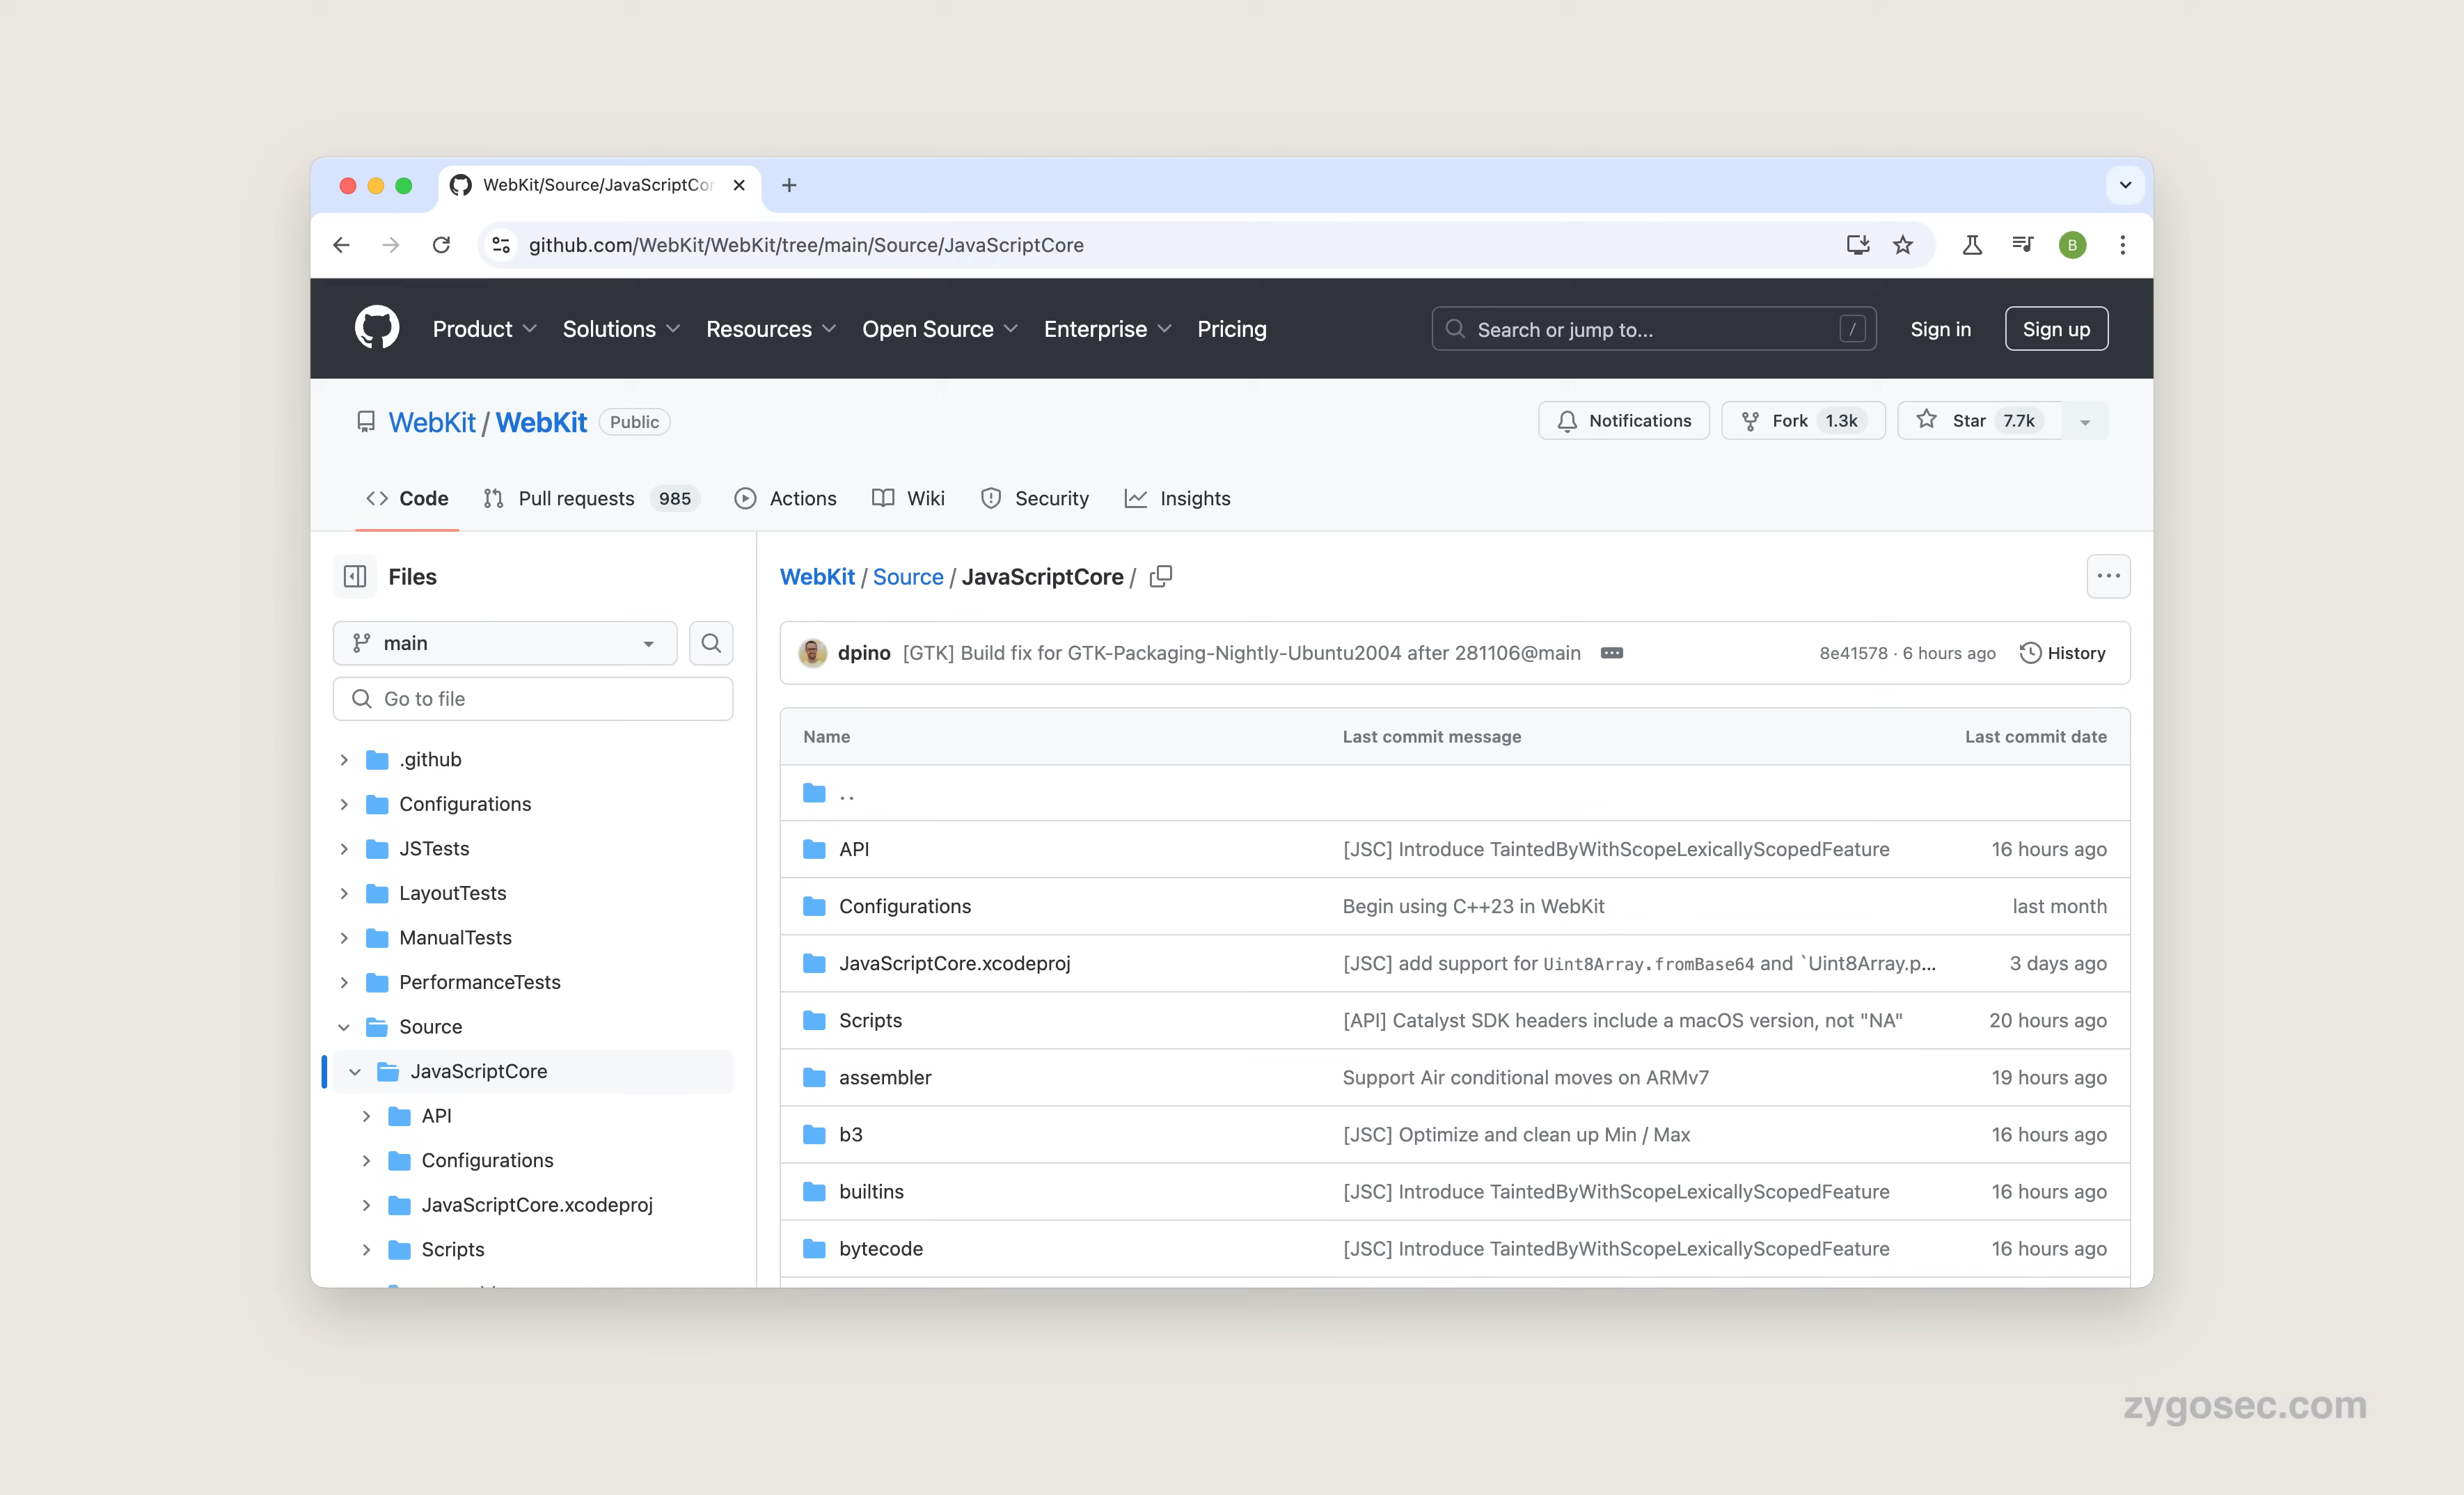 WebKit/Source/JavaScriptCor
github.com/WebKit/WebKit/tree/main/Source/JavaScriptCore
B
Product Solutions Resources Open Source Enterprise Pricing Search or jump to... / Sign in Sign up
WebKit / WebKit Public Notifications Fork 1.3k Star 7.7k
Code Pull requests 985 Actions Wiki Security Insights
Files
main
Go to file
.github
Configurations
JSTests
LayoutTests
ManualTests
PerformanceTests
Source
JavaScriptCore
API
Configurations
JavaScriptCore.xcodeproj
Scripts
WebKit / Source / JavaScriptCore /
dpino [GTK] Build fix for GTK-Packaging-Nightly-Ubuntu2004 after 281106@main 8e41578 · 6 hours ago History
Name Last commit message Last commit date
..
API [JSC] Introduce TaintedByWithScopeLexicallyScopedFeature 16 hours ago
Configurations Begin using C++23 in WebKit last month
JavaScriptCore.xcodeproj [JSC] add support for Uint8Array.fromBase64 and `Uint8Array.p... 3 days ago
Scripts [API] Catalyst SDK headers include a macOS version, not "NA" 20 hours ago
assembler Support Air conditional moves on ARMv7 19 hours ago
b3 [JSC] Optimize and clean up Min / Max 16 hours ago
builtins [JSC] Introduce TaintedByWithScopeLexicallyScopedFeature 16 hours ago
bytecode [JSC] Introduce TaintedByWithScopeLexicallyScopedFeature 16 hours ago
zygosec.com